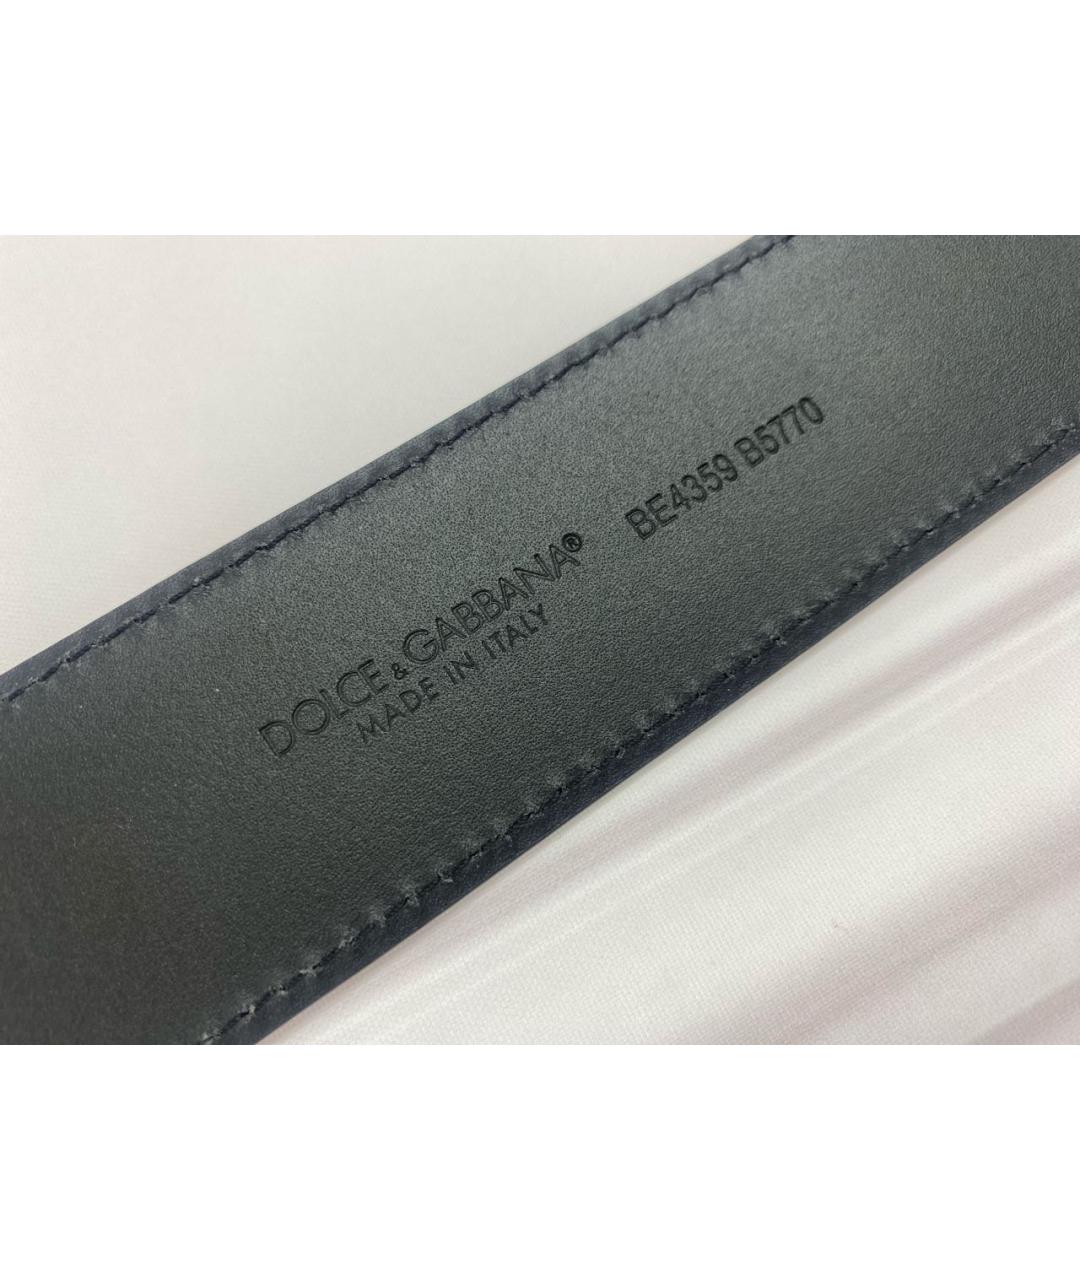 DOLCE & GABBANA®
MADE IN ITALY
BE4359 B5770